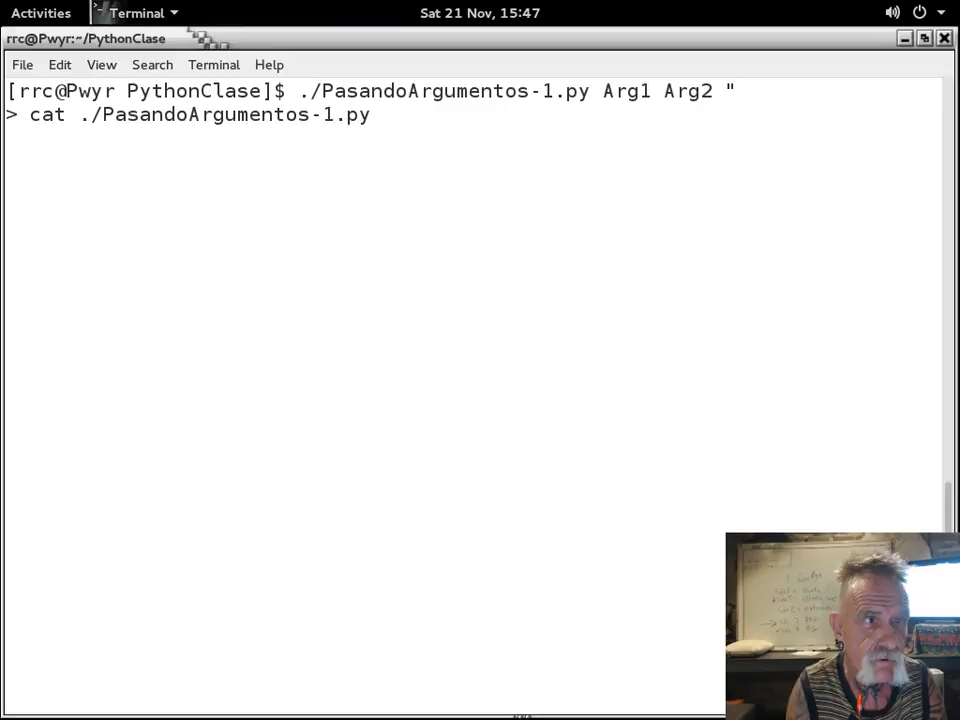 Activities
Terminal
Sat 21 Nov, 15:47
rrc@Pwyr:~/PythonClase
File Edit View Search Terminal Help
[rrc@Pwyr PythonClase]$ ./PasandoArgumentos-1.py Arg1 Arg2 "
> cat ./PasandoArgumentos-1.py